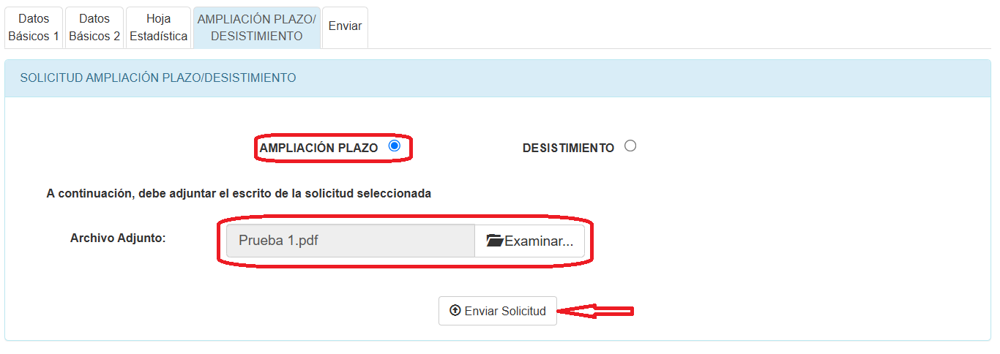 Datos
Básicos 1
Datos
Básicos 2
Hoja
Estadística
AMPLIACIÓN PLAZO/
DESISTIMIENTO
Enviar
SOLICITUD AMPLIACIÓN PLAZO/DESISTIMIENTO
AMPLIACIÓN PLAZO
DESISTIMIENTO
A continuación, debe adjuntar el escrito de la solicitud seleccionada
Archivo Adjunto:
Prueba 1.pdf
Examinar...
Enviar Solicitud